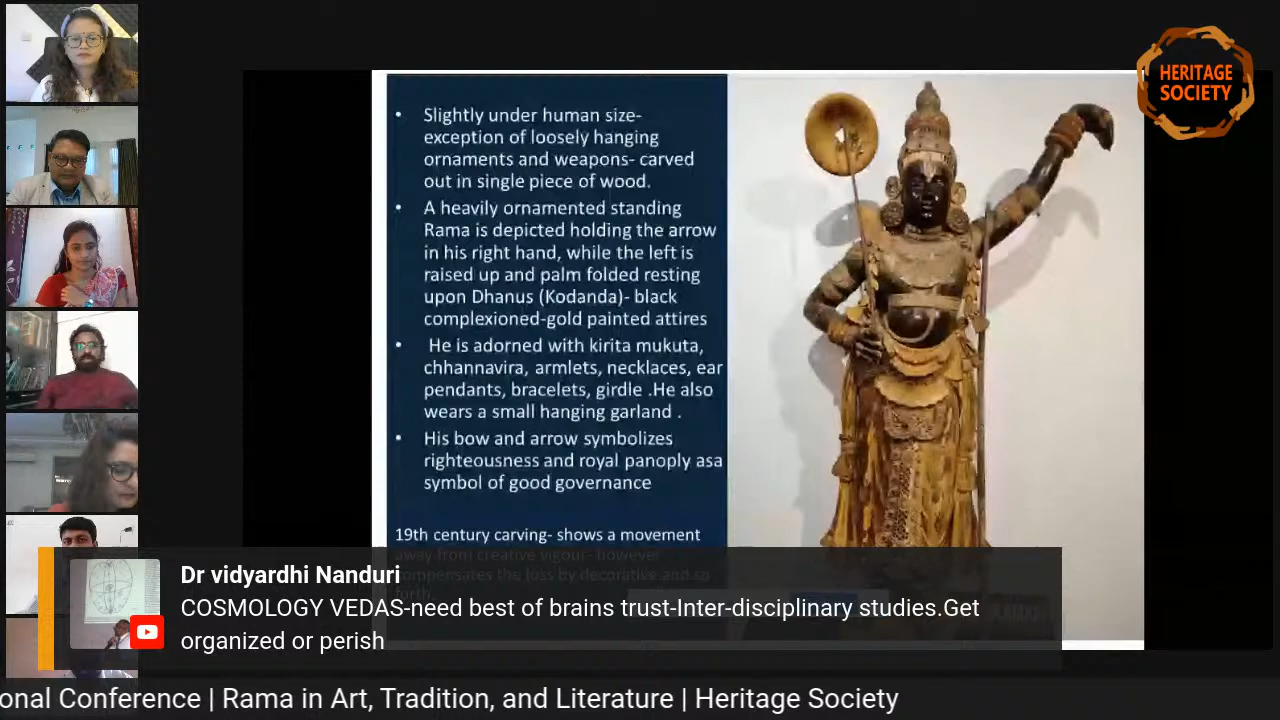 HERITAGE
SOCIETY
• Slightly under human size-
exception of loosely hanging
ornaments and weapons- carved
out in single piece of wood.
• A heavily ornamented standing
Rama is depicted holding the arrow
in his right hand, while the left is
raised up and palm folded resting
upon Dhanus (Kodanda)- black
complexioned-gold painted attires
• He is adorned with kirita mukuta,
chhannavira, armlets, necklaces, ear
pendants, bracelets, girdle .He also
wears a small hanging garland .
• His bow and arrow symbolizes
righteousness and royal panoply asa
symbol of good governance
19th century carving- shows a movement
away from creative vigour- however
compensates the loss by decorative and so
forth.
Dr vidyardhi Nanduri
COSMOLOGY VEDAS-need best of brains trust-Inter-disciplinary studies.Get
organized or perish
onal Conference | Rama in Art, Tradition, and Literature | Heritage Society